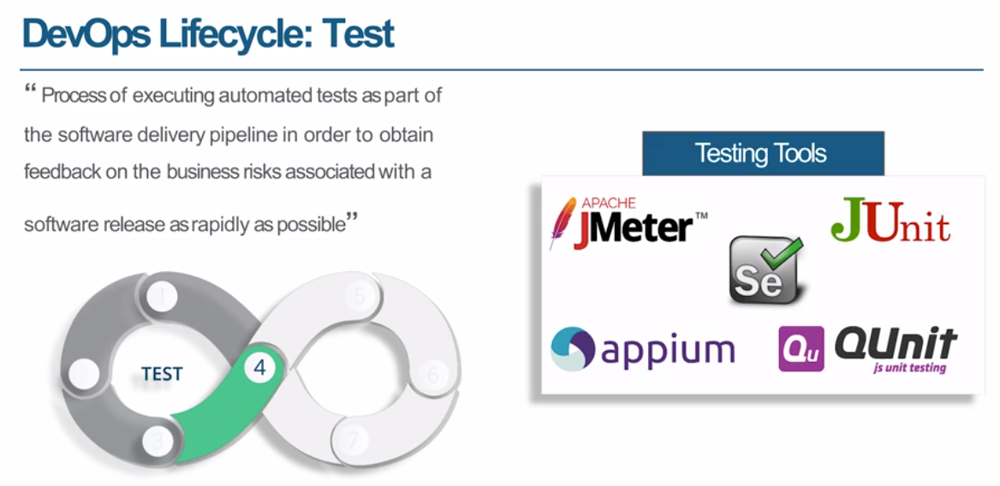 DevOps Lifecycle: Test
“ Process of executing automated tests as part of
the software delivery pipeline in order to obtain
feedback on the business risks associated with a
software release as rapidly as possible”
1
2
3
TEST
4
5
6
7
Testing Tools
APACHE
JMeter™
JUnit
Se
appium
Qu
QUnit
js unit testing